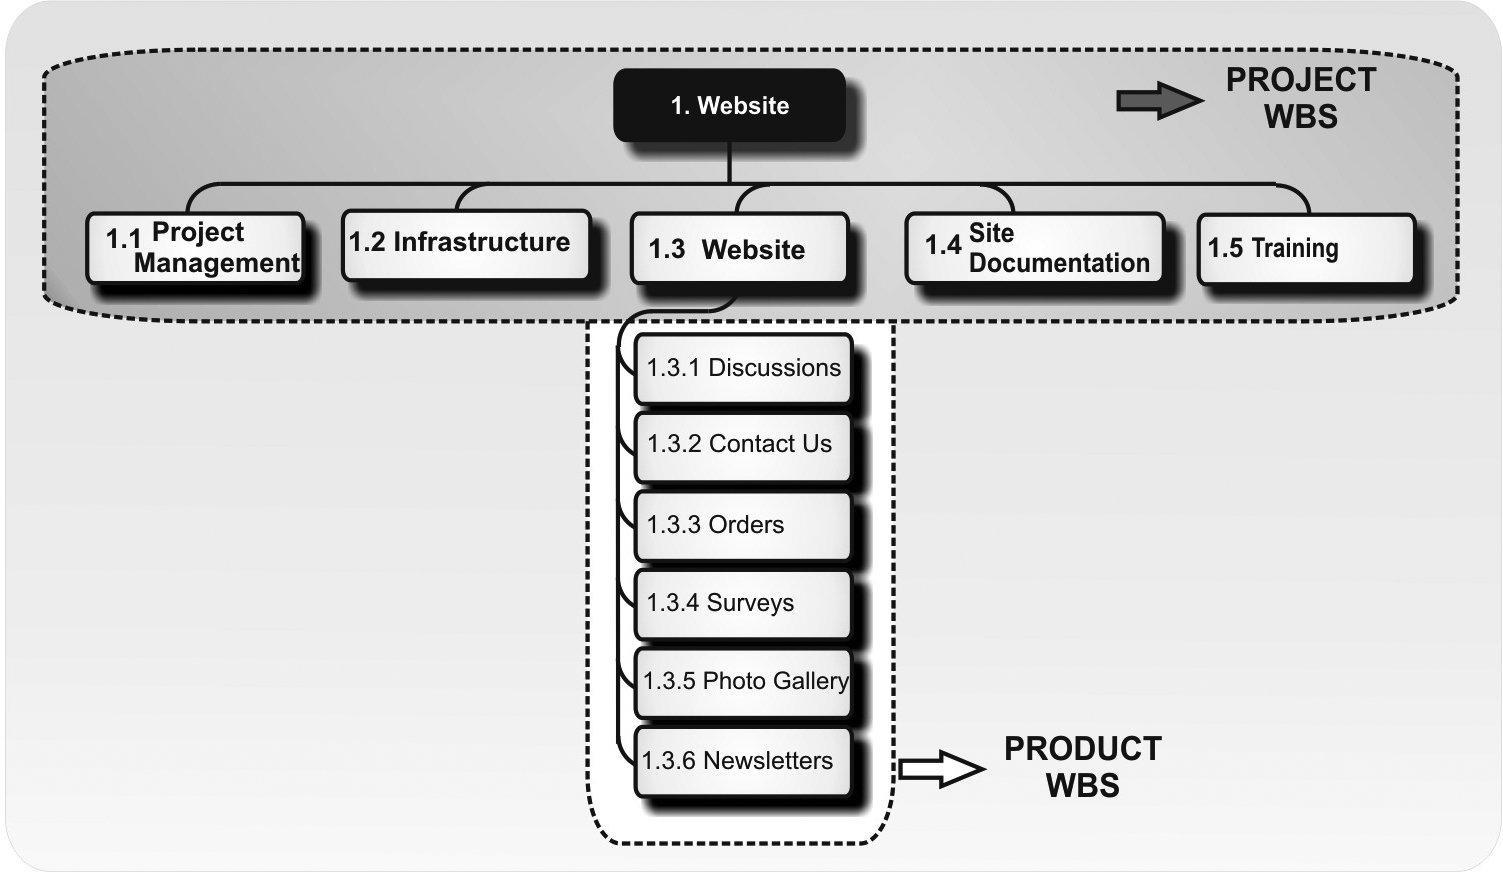 PROJECT
WBS
1. Website
1.1 Project
Management
1.2 Infrastructure
1.3 Website
1.4 Site
Documentation
1.5 Training
1.3.1 Discussions
1.3.2 Contact Us
1.3.3 Orders
1.3.4 Surveys
1.3.5 Photo Gallery
1.3.6 Newsletters
PRODUCT
WBS